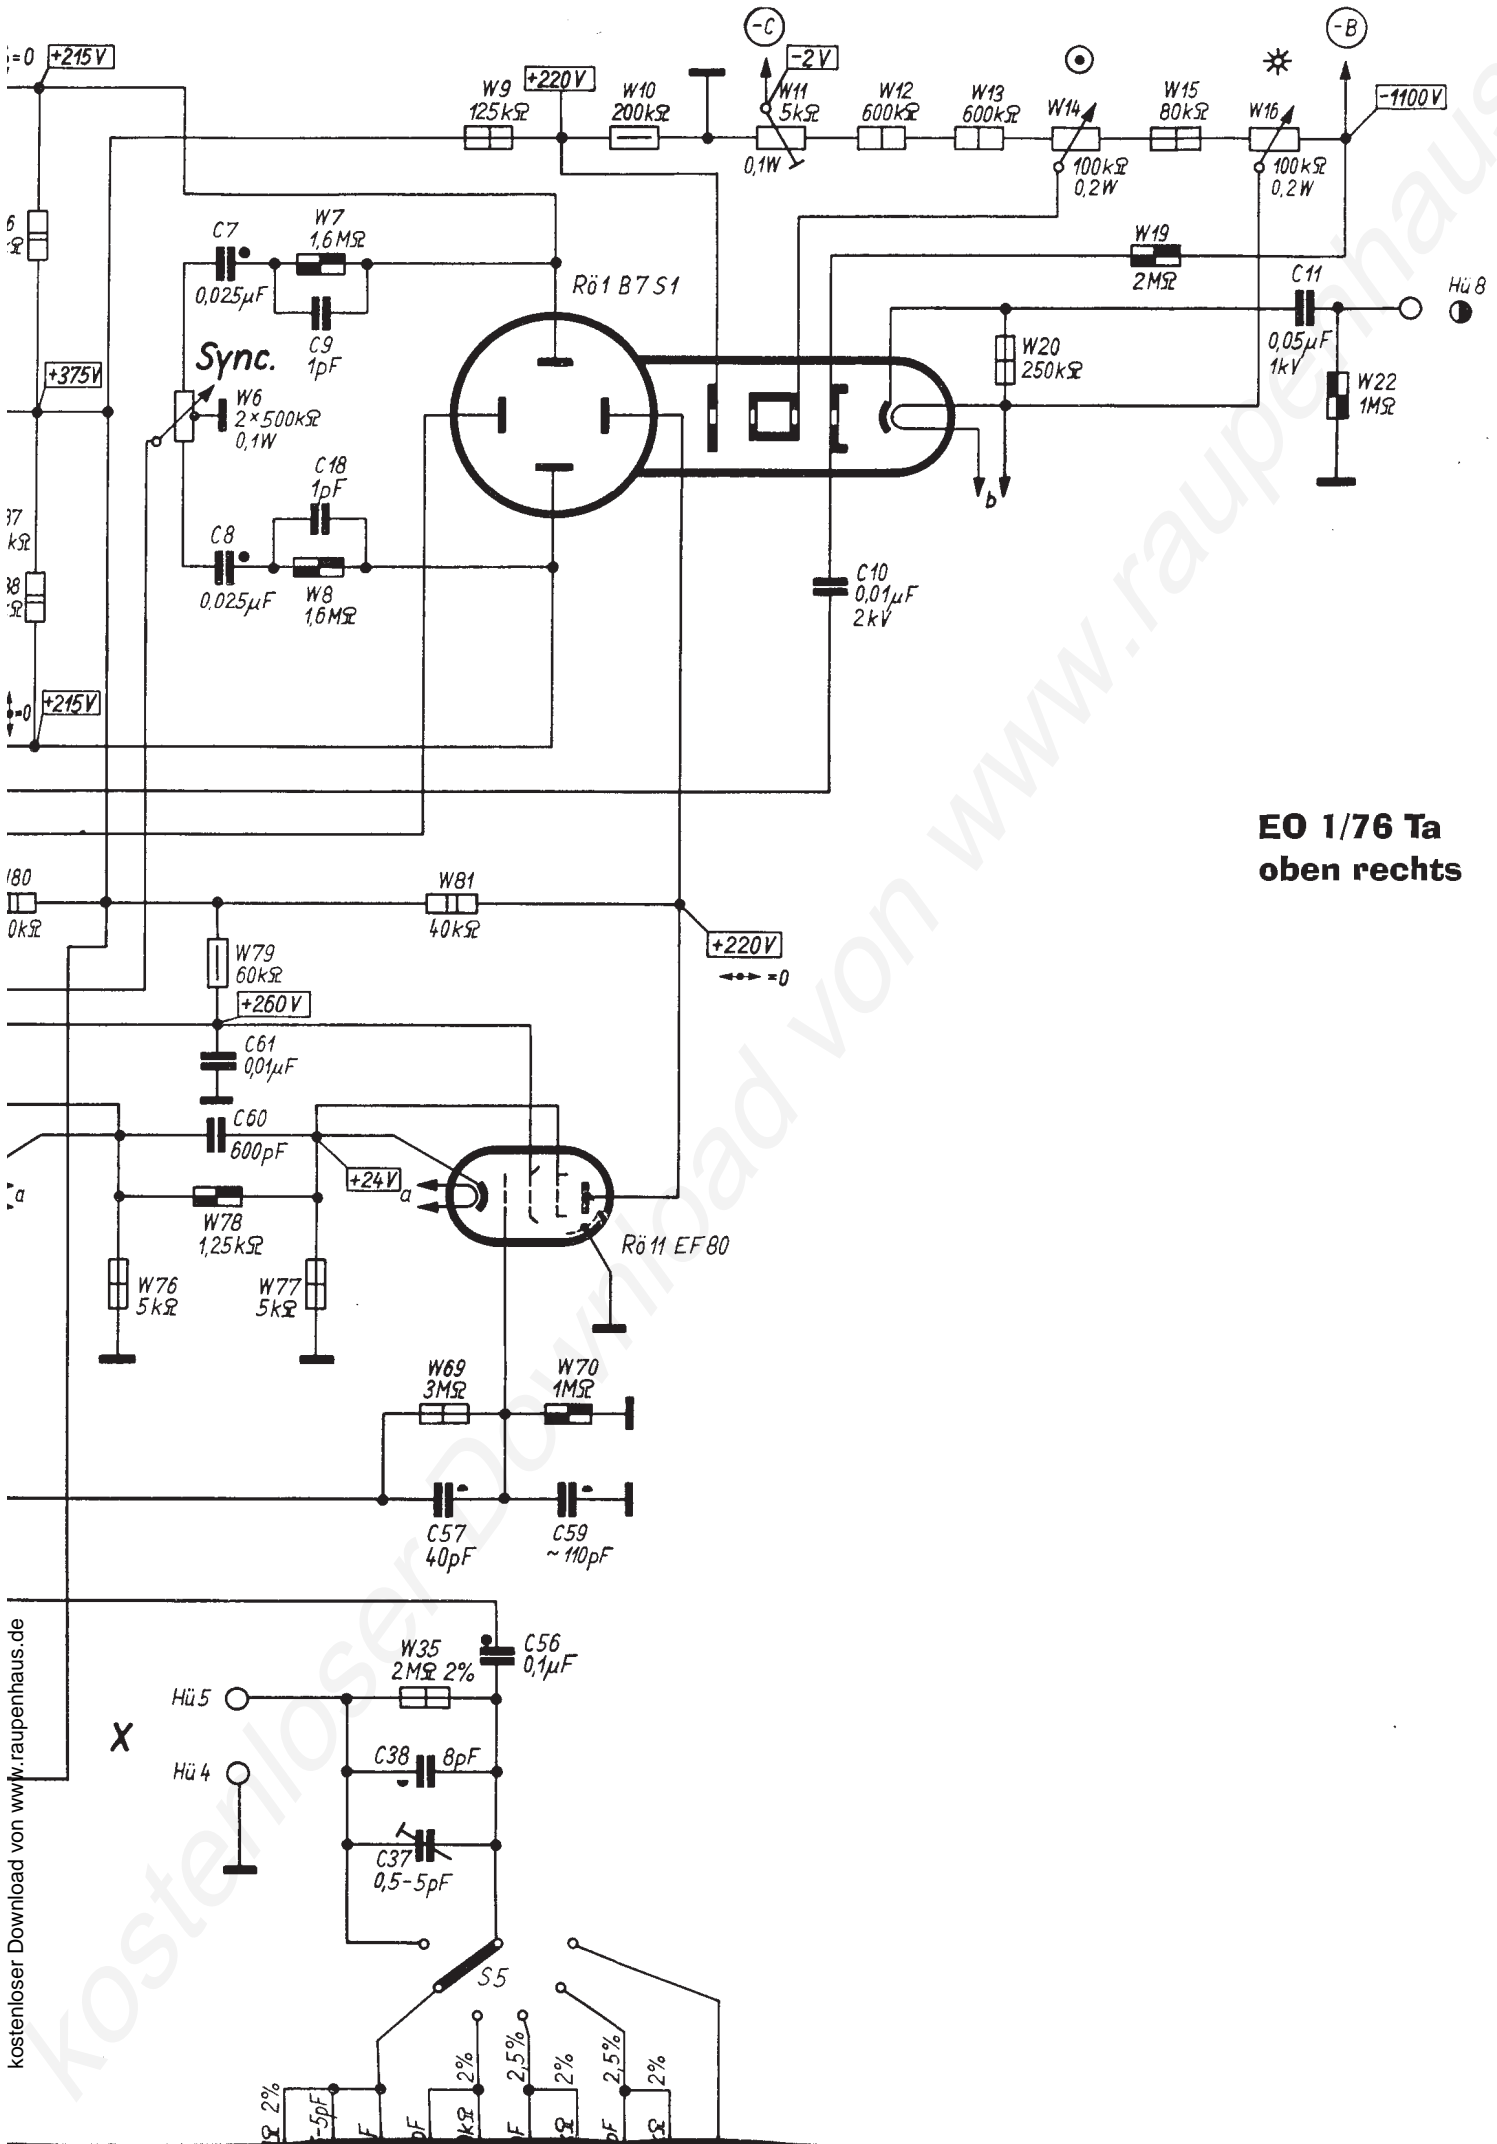 -C
-B
=0
+215V
W9
125kΩ
+220V
W10
200kΩ
-2V
W11
5kΩ
0,1W
W12
600kΩ
W13
600kΩ
W14
100kΩ
0,2W
W15
80kΩ
W16
100kΩ
0,2W
-1100V
C7
0,025µF
W7
1,6MΩ
C9
1pF
Rö1 B7S1
W19
2MΩ
C11
0,05µF
1kV
Hü8
W20
250kΩ
W22
1MΩ
Sync.
+375V
W6
2×500kΩ
0,1W
C18
1pF
C8
0,025µF
W8
1,6MΩ
b
C10
0,01µF
2kV
+215V
=0
EO 1/76 Ta
oben rechts
W81
40kΩ
W79
60kΩ
+220V
=0
+260V
C61
0,01µF
C60
600pF
+24V
a
a
W78
1,25kΩ
Rö11 EF80
W76
5kΩ
W77
5kΩ
W69
3MΩ
W70
1MΩ
C57
40pF
C59
~110pF
C56
0,1µF
W35
2MΩ 2%
Hü5
X
C38
8pF
Hü4
C37
0,5-5pF
S5
2%
2%
2,5%
2%
2,5%
2%
kostenloser Download von www.raupenhaus.de
kostenloser Download von www.raupenhaus